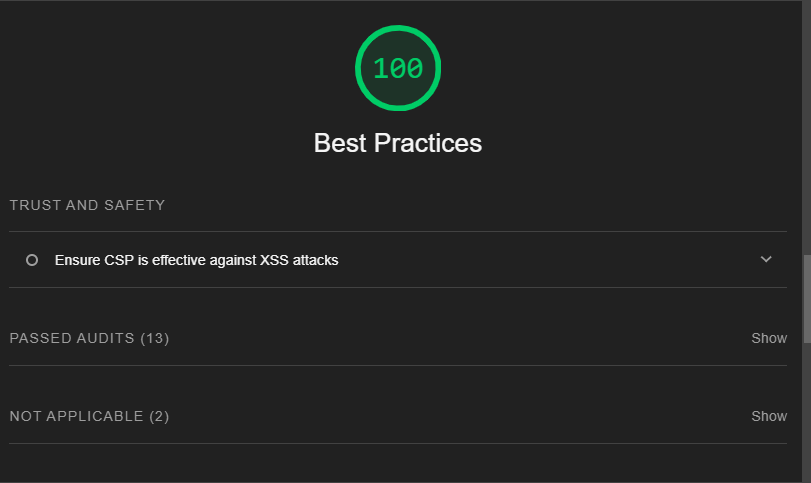 100
Best Practices
TRUST AND SAFETY
Ensure CSP is effective against XSS attacks
PASSED AUDITS (13) Show
NOT APPLICABLE (2) Show